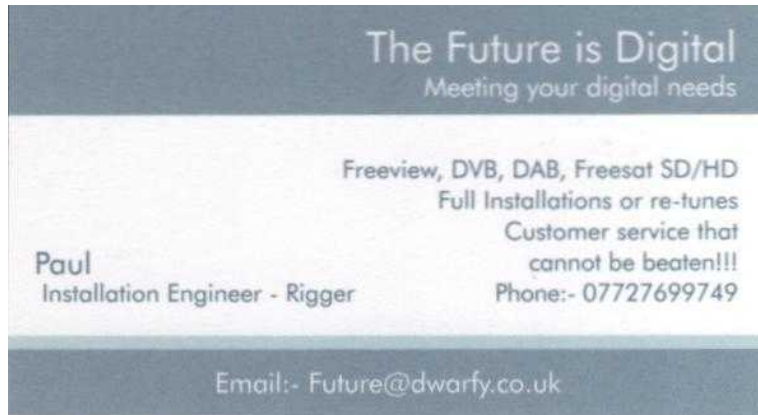 The Future is Digital
Meeting your digital needs
Freeview, DVB, DAB, Freesat SD/HD
Full Installations or re-tunes
Customer service that
cannot be beaten!!!
Phone:- 07727699749
Paul
Installation Engineer - Rigger
Email:- Future@dwarfy.co.uk